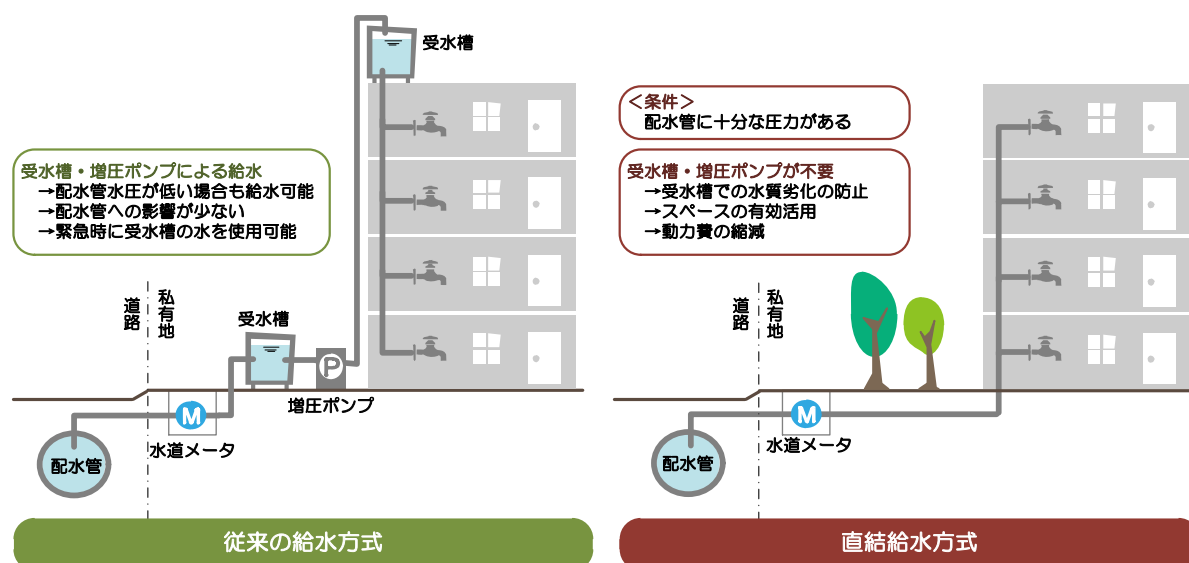 受水槽
受水槽・増圧ポンプによる給水
→配水管水圧が低い場合も給水可能
→配水管への影響が少ない
→緊急時に受水槽の水を使用可能
道路
私有地
受水槽
P
増圧ポンプ
M
水道メータ
配水管
従来の給水方式
<条件>
配水管に十分な圧力がある
受水槽・増圧ポンプが不要
→受水槽での水質劣化の防止
→スペースの有効活用
→動力費の縮減
道路
私有地
M
水道メータ
配水管
直結給水方式